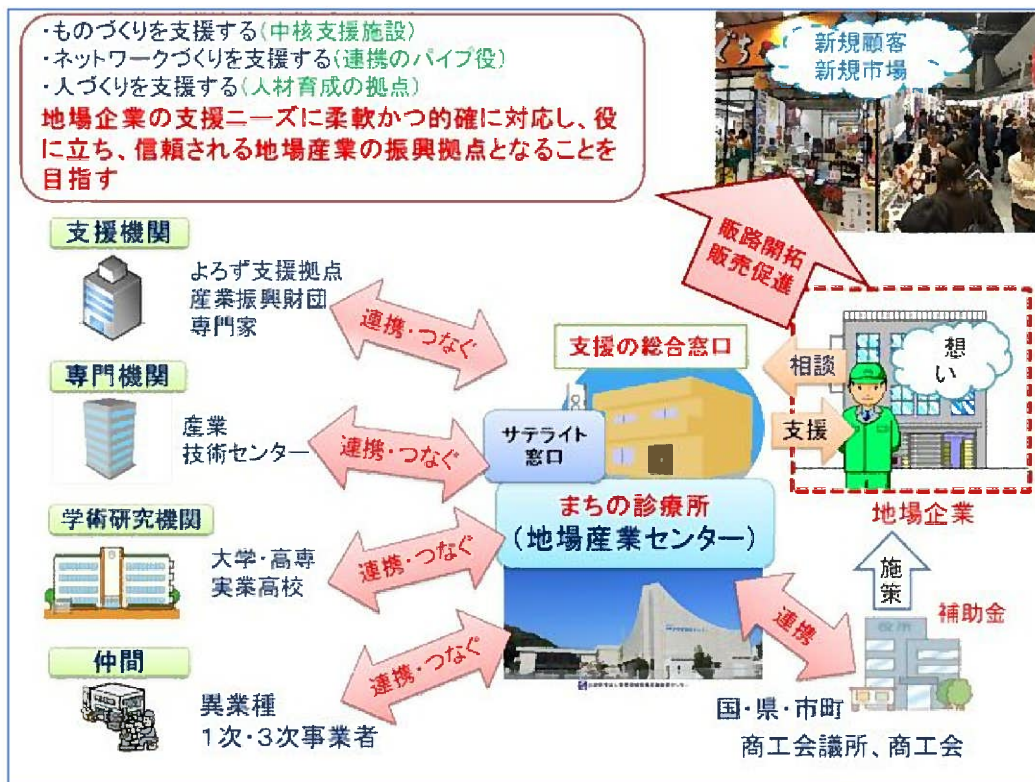 ・ものづくりを支援する(中核支援施設)
・ネットワークづくりを支援する(連携のパイプ役)
・人づくりを支援する(人材育成の拠点)
地場企業の支援ニーズに柔軟かつ的確に対応し、役
に立ち、信頼される地場産業の振興拠点となることを
目指す
新規顧客
新規市場
販路開拓
販売促進
支援機関
よろず支援拠点
産業振興財団
専門家
連携・つなぐ
専門機関
産業
技術センター
連携・つなぐ
学術研究機関
大学・高専
実業高校
連携・つなぐ
仲間
異業種
1次・3次事業者
連携・つなぐ
支援の総合窓口
サテライト
窓口
まちの診療所
(地場産業センター)
相談
支援
想
い
地場企業
施
策
補助金
役所
連携
国・県・市町
商工会議所、商工会